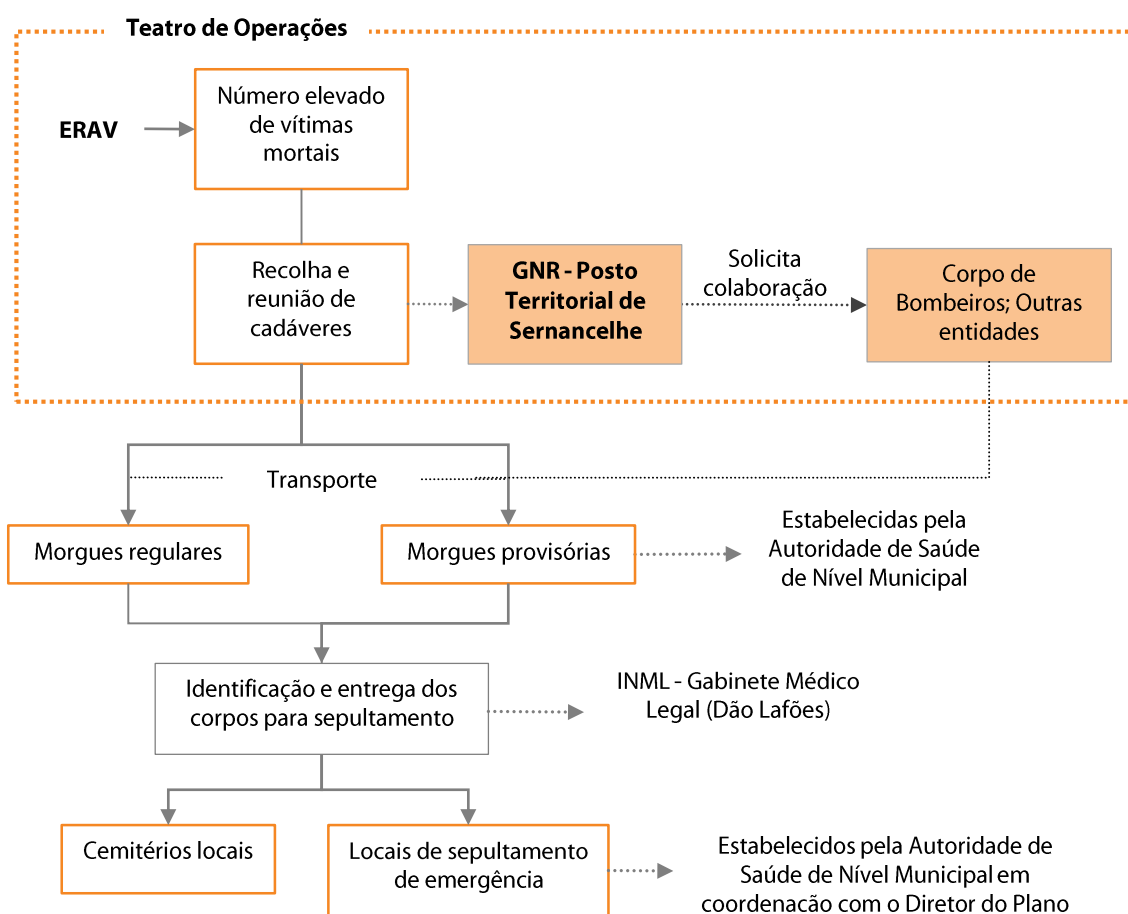 Teatro de Operações
ERAV
Número elevado
de vítimas
mortais
Recolha e
reunião de
cadáveres
GNR - Posto
Territorial de
Sernancelhe
Solicita
colaboração
Corpo de
Bombeiros; Outras
entidades
Transporte
Morgues regulares
Morgues provisórias
Estabelecidas pela
Autoridade de Saúde
de Nível Municipal
Identificação e entrega dos
corpos para sepultamento
INML - Gabinete Médico
Legal (Dão Lafões)
Cemitérios locais
Locais de sepultamento
de emergência
Estabelecidos pela Autoridade de
Saúde de Nível Municipal em
coordenação com o Diretor do Plano